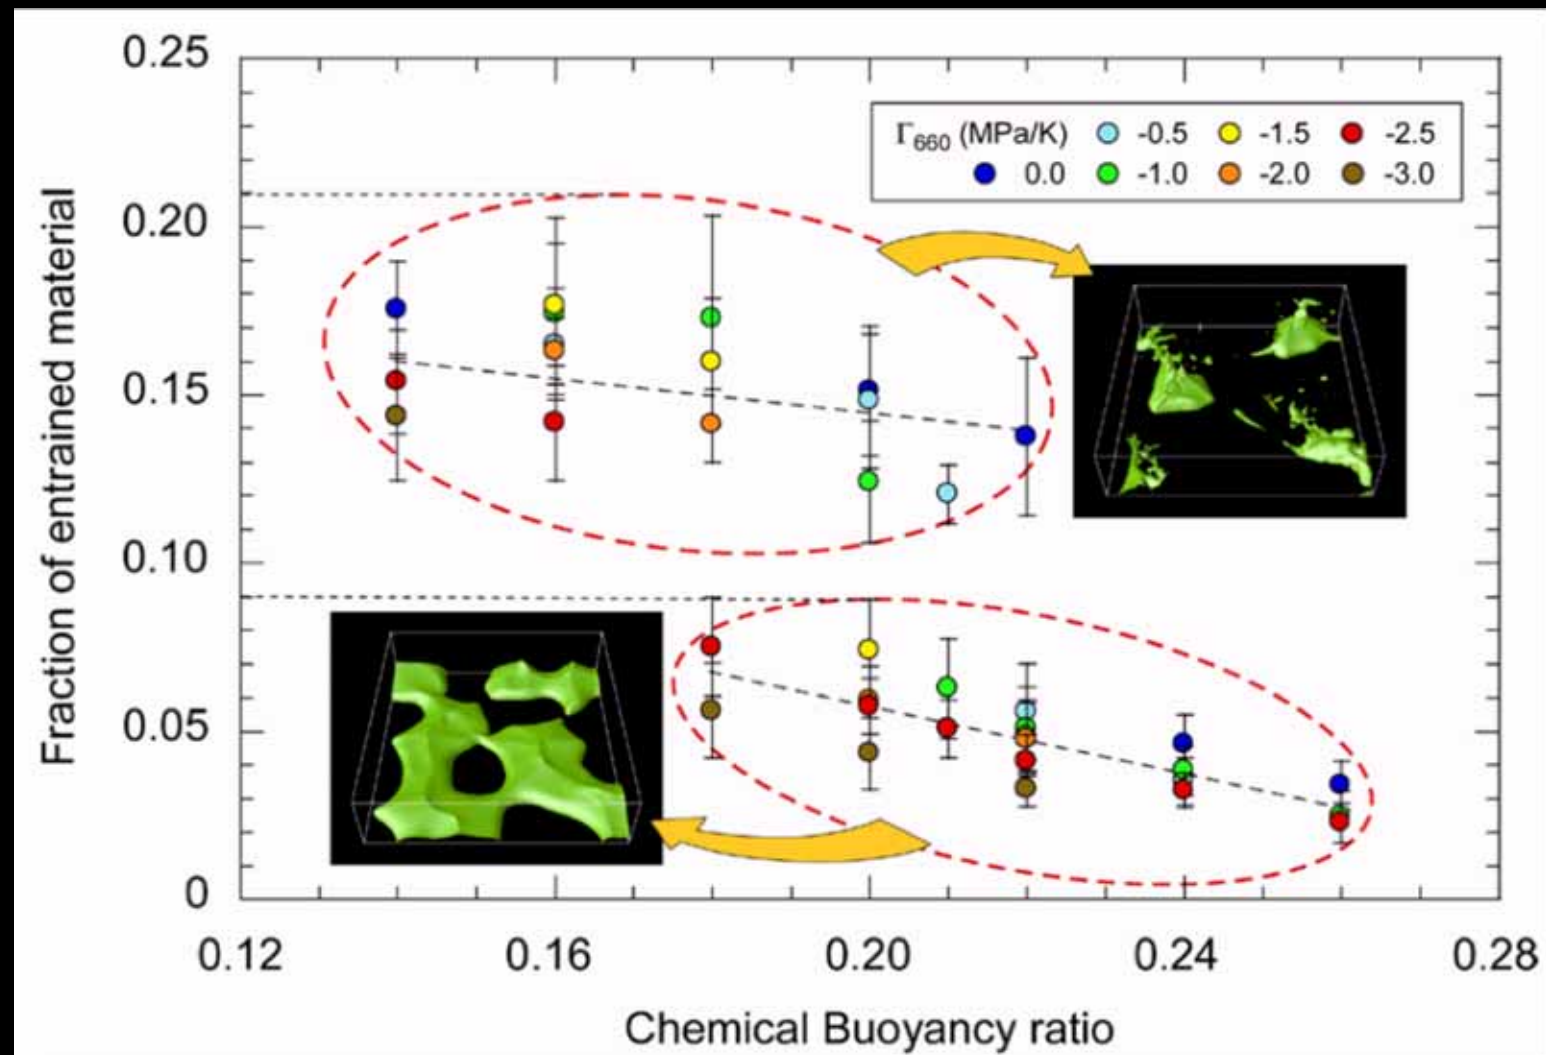 0.25
0.20
0.15
0.10
0.05
0
Fraction of entrained material
Γ660 (MPa/K) -0.5 -1.5 -2.5
0.0 -1.0 -2.0 -3.0
0.12 0.16 0.20 0.24 0.28
Chemical Buoyancy ratio